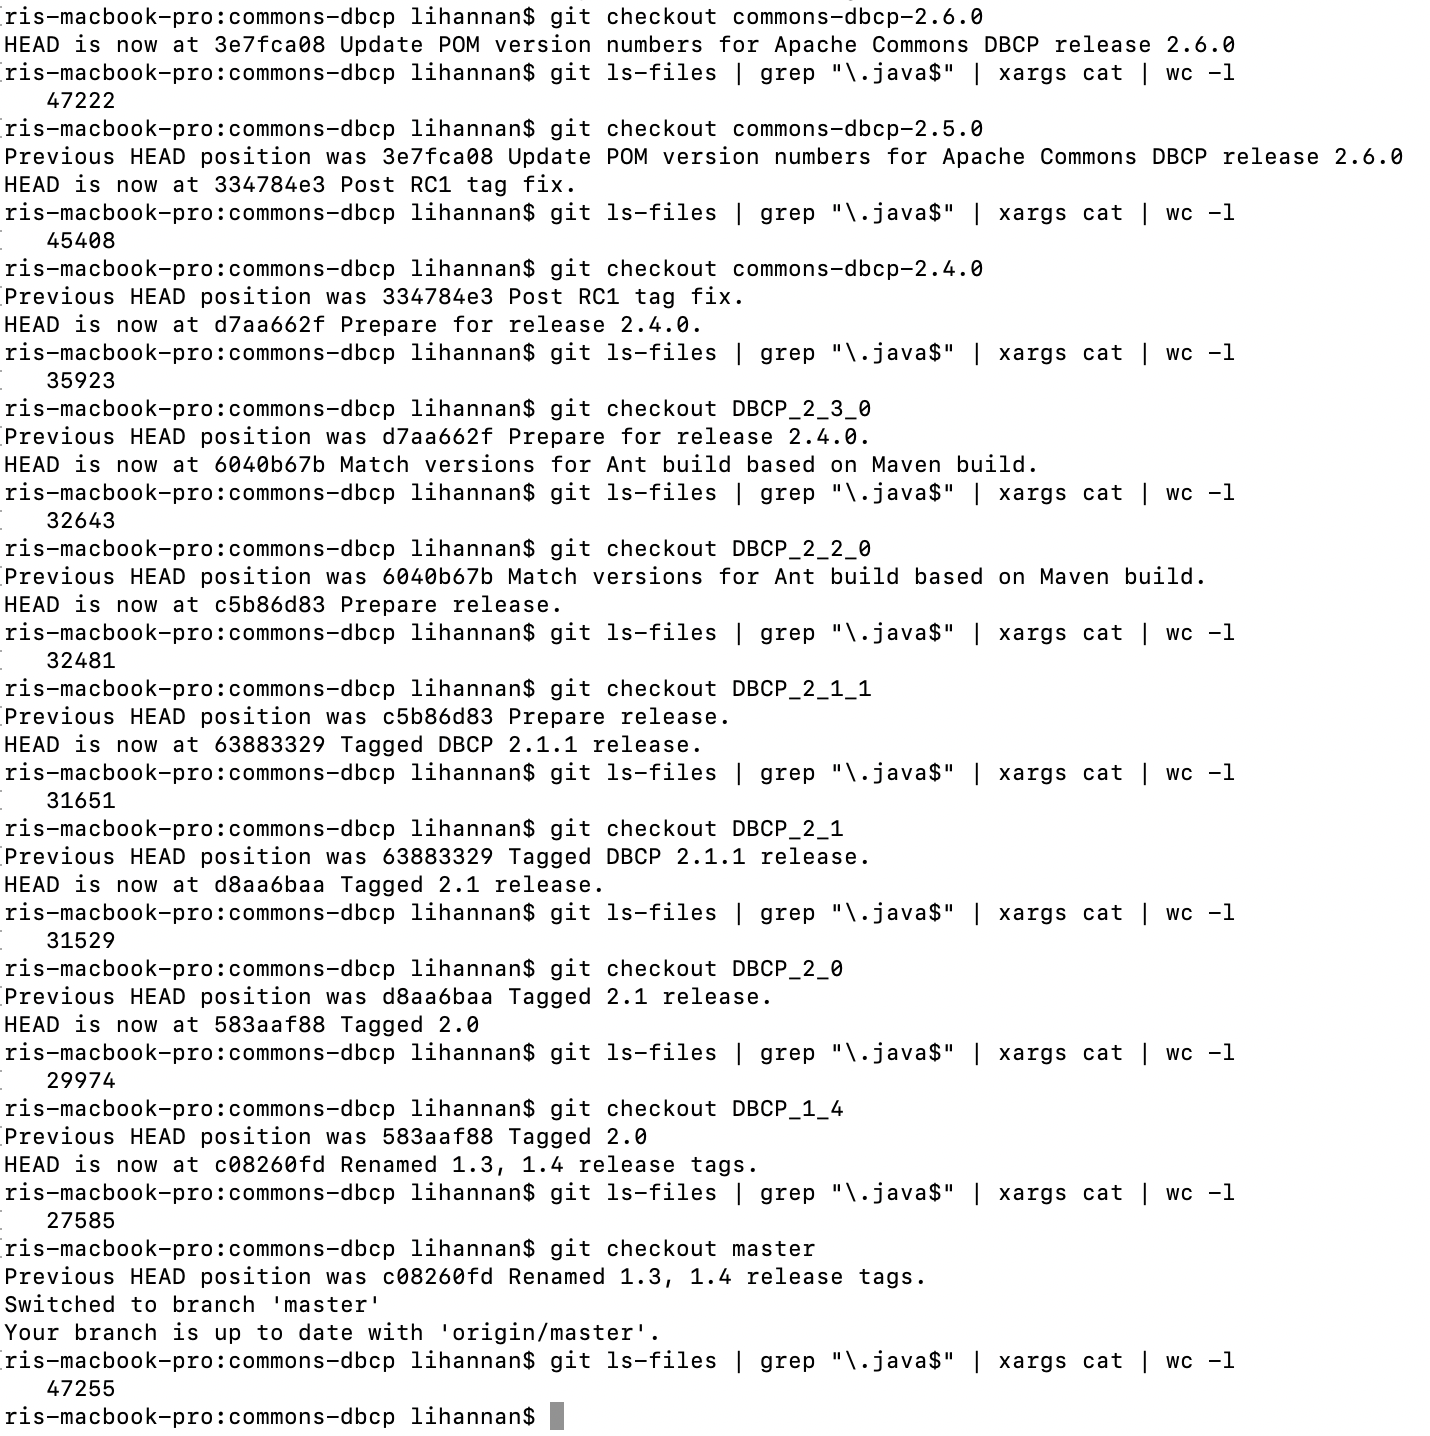 ris-macbook-pro:commons-dbcp lihannan$ git checkout commons-dbcp-2.6.0
HEAD is now at 3e7fca08 Update POM version numbers for Apache Commons DBCP release 2.6.0
ris-macbook-pro:commons-dbcp lihannan$ git ls-files | grep "\.java$" | xargs cat | wc -l
47222
ris-macbook-pro:commons-dbcp lihannan$ git checkout commons-dbcp-2.5.0
Previous HEAD position was 3e7fca08 Update POM version numbers for Apache Commons DBCP release 2.6.0
HEAD is now at 334784e3 Post RC1 tag fix.
ris-macbook-pro:commons-dbcp lihannan$ git ls-files | grep "\.java$" | xargs cat | wc -l
45408
ris-macbook-pro:commons-dbcp lihannan$ git checkout commons-dbcp-2.4.0
Previous HEAD position was 334784e3 Post RC1 tag fix.
HEAD is now at d7aa662f Prepare for release 2.4.0.
ris-macbook-pro:commons-dbcp lihannan$ git ls-files | grep "\.java$" | xargs cat | wc -l
35923
ris-macbook-pro:commons-dbcp lihannan$ git checkout DBCP_2_3_0
Previous HEAD position was d7aa662f Prepare for release 2.4.0.
HEAD is now at 6040b67b Match versions for Ant build based on Maven build.
ris-macbook-pro:commons-dbcp lihannan$ git ls-files | grep "\.java$" | xargs cat | wc -l
32643
ris-macbook-pro:commons-dbcp lihannan$ git checkout DBCP_2_2_0
Previous HEAD position was 6040b67b Match versions for Ant build based on Maven build.
HEAD is now at c5b86d83 Prepare release.
ris-macbook-pro:commons-dbcp lihannan$ git ls-files | grep "\.java$" | xargs cat | wc -l
32481
ris-macbook-pro:commons-dbcp lihannan$ git checkout DBCP_2_1_1
Previous HEAD position was c5b86d83 Prepare release.
HEAD is now at 63883329 Tagged DBCP 2.1.1 release.
ris-macbook-pro:commons-dbcp lihannan$ git ls-files | grep "\.java$" | xargs cat | wc -l
31651
ris-macbook-pro:commons-dbcp lihannan$ git checkout DBCP_2_1
Previous HEAD position was 63883329 Tagged DBCP 2.1.1 release.
HEAD is now at d8aa6baa Tagged 2.1 release.
ris-macbook-pro:commons-dbcp lihannan$ git ls-files | grep "\.java$" | xargs cat | wc -l
31529
ris-macbook-pro:commons-dbcp lihannan$ git checkout DBCP_2_0
Previous HEAD position was d8aa6baa Tagged 2.1 release.
HEAD is now at 583aaf88 Tagged 2.0
ris-macbook-pro:commons-dbcp lihannan$ git ls-files | grep "\.java$" | xargs cat | wc -l
29974
ris-macbook-pro:commons-dbcp lihannan$ git checkout DBCP_1_4
Previous HEAD position was 583aaf88 Tagged 2.0
HEAD is now at c08260fd Renamed 1.3, 1.4 release tags.
ris-macbook-pro:commons-dbcp lihannan$ git ls-files | grep "\.java$" | xargs cat | wc -l
27585
ris-macbook-pro:commons-dbcp lihannan$ git checkout master
Previous HEAD position was c08260fd Renamed 1.3, 1.4 release tags.
Switched to branch 'master'
Your branch is up to date with 'origin/master'.
ris-macbook-pro:commons-dbcp lihannan$ git ls-files | grep "\.java$" | xargs cat | wc -l
47255
ris-macbook-pro:commons-dbcp lihannan$